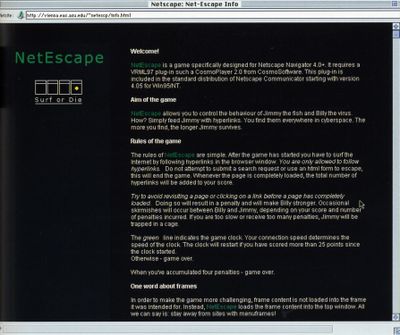 Netscape: Net-Escape Info
http://vienna.eas.asu.edu/~netescp/info.html
NetEscape
Surf or Die
Welcome!
NetEscape is a game specifically designed for Netscape Navigator 4.0+. It requires a
VRML97 plug-in such a CosmoPlayer 2.0 from CosmoSoftware. This plug-in is
included in the standard distribution of Netscape Communicator starting with version
4.05 for Win95/NT.
Aim of the game
NetEscape allows you to control the behaviour of Jimmy the fish and Billy the virus.
How? Simply feed Jimmy with hyperlinks. You find them everywhere in cyberspace. The
more you find, the longer Jimmy survives.
Rules of the game
The rules of NetEscape are simple. After the game has started you have to surf the
Internet by following hyperlinks in the browser window. You are only allowed to follow
hyperlinks. Do not attempt to submit a search request or use an html form to escape,
this will end the game. Whenever the page is completely loaded, the total number of
hyperlinks will be added to your score.
Try to avoid revisiting a page or clicking on a link before a page has completely
loaded. Doing so will result in a penalty and will make Billy stronger. Occasional
skirmishes will occur between Billy and Jimmy, depending on your score and number
of penalties incurred. If you are too slow or receive too many penalties, Jimmy will be
trapped in a cage.
The green line indicates the game clock. Your connection speed determines the
speed of the clock. The clock will restart if you have scored more than 25 points since
the clock started.
Otherwise - game over.
When you've accumulated four penalties - game over.
One word about frames
In order to make the game more challenging, frame content is not loaded into the frame
it was intended for. Instead, NetEscape loads the frame content into the top window. All
we can say is: stay away from sites with menuframes!